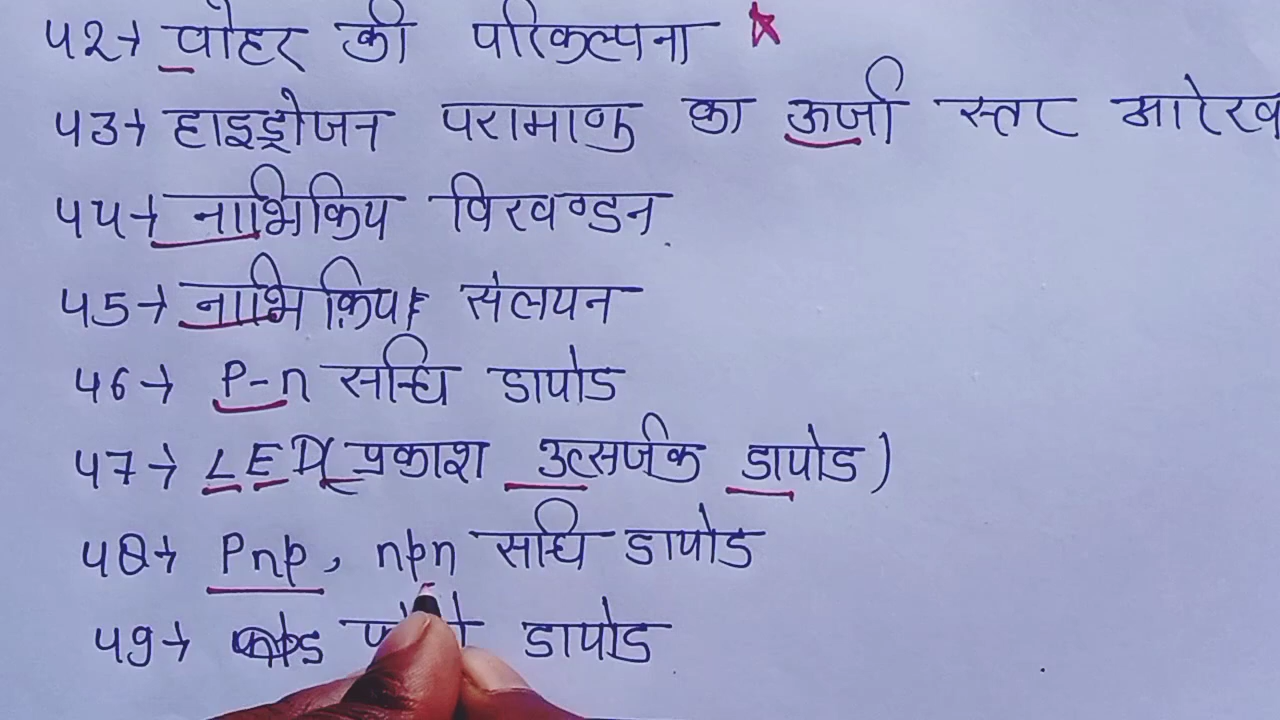 42→ वोहर की परिकल्पना
43→ हाइड्रोजन परामाणु का ऊर्जा स्तर आरेख
44→ नाभिकिय विखण्डन
45→ नाभिकिय संलयन
46→ P-n सन्धि डायोड
47→ LED(प्रकाश उत्सर्जक डायोड)
48→ Pnp, npn सन्धि डायोड
49→ डायोड